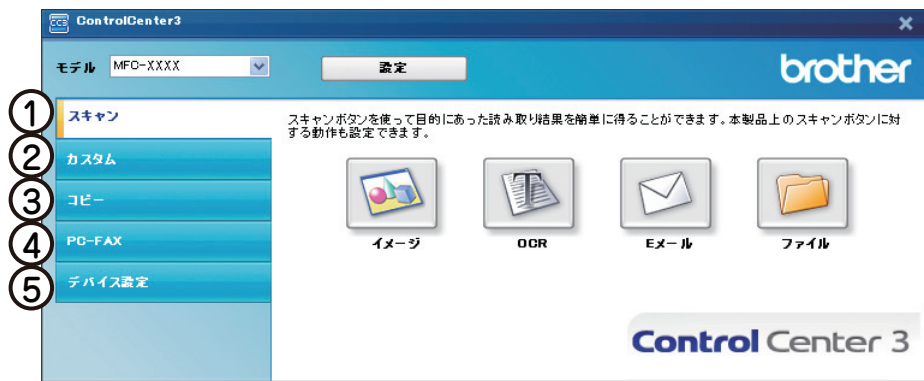 ControlCenter3
モデル MFC-XXXX 設定 brother
① スキャン
② カスタム
③ コピー
④ PC-FAX
⑤ デバイス設定
スキャンボタンを使って目的にあった読み取り結果を簡単に得ることができます。本製品上のスキャンボタンに対
する動作も設定できます。
イメージ OCR Eメール ファイル
Control Center 3